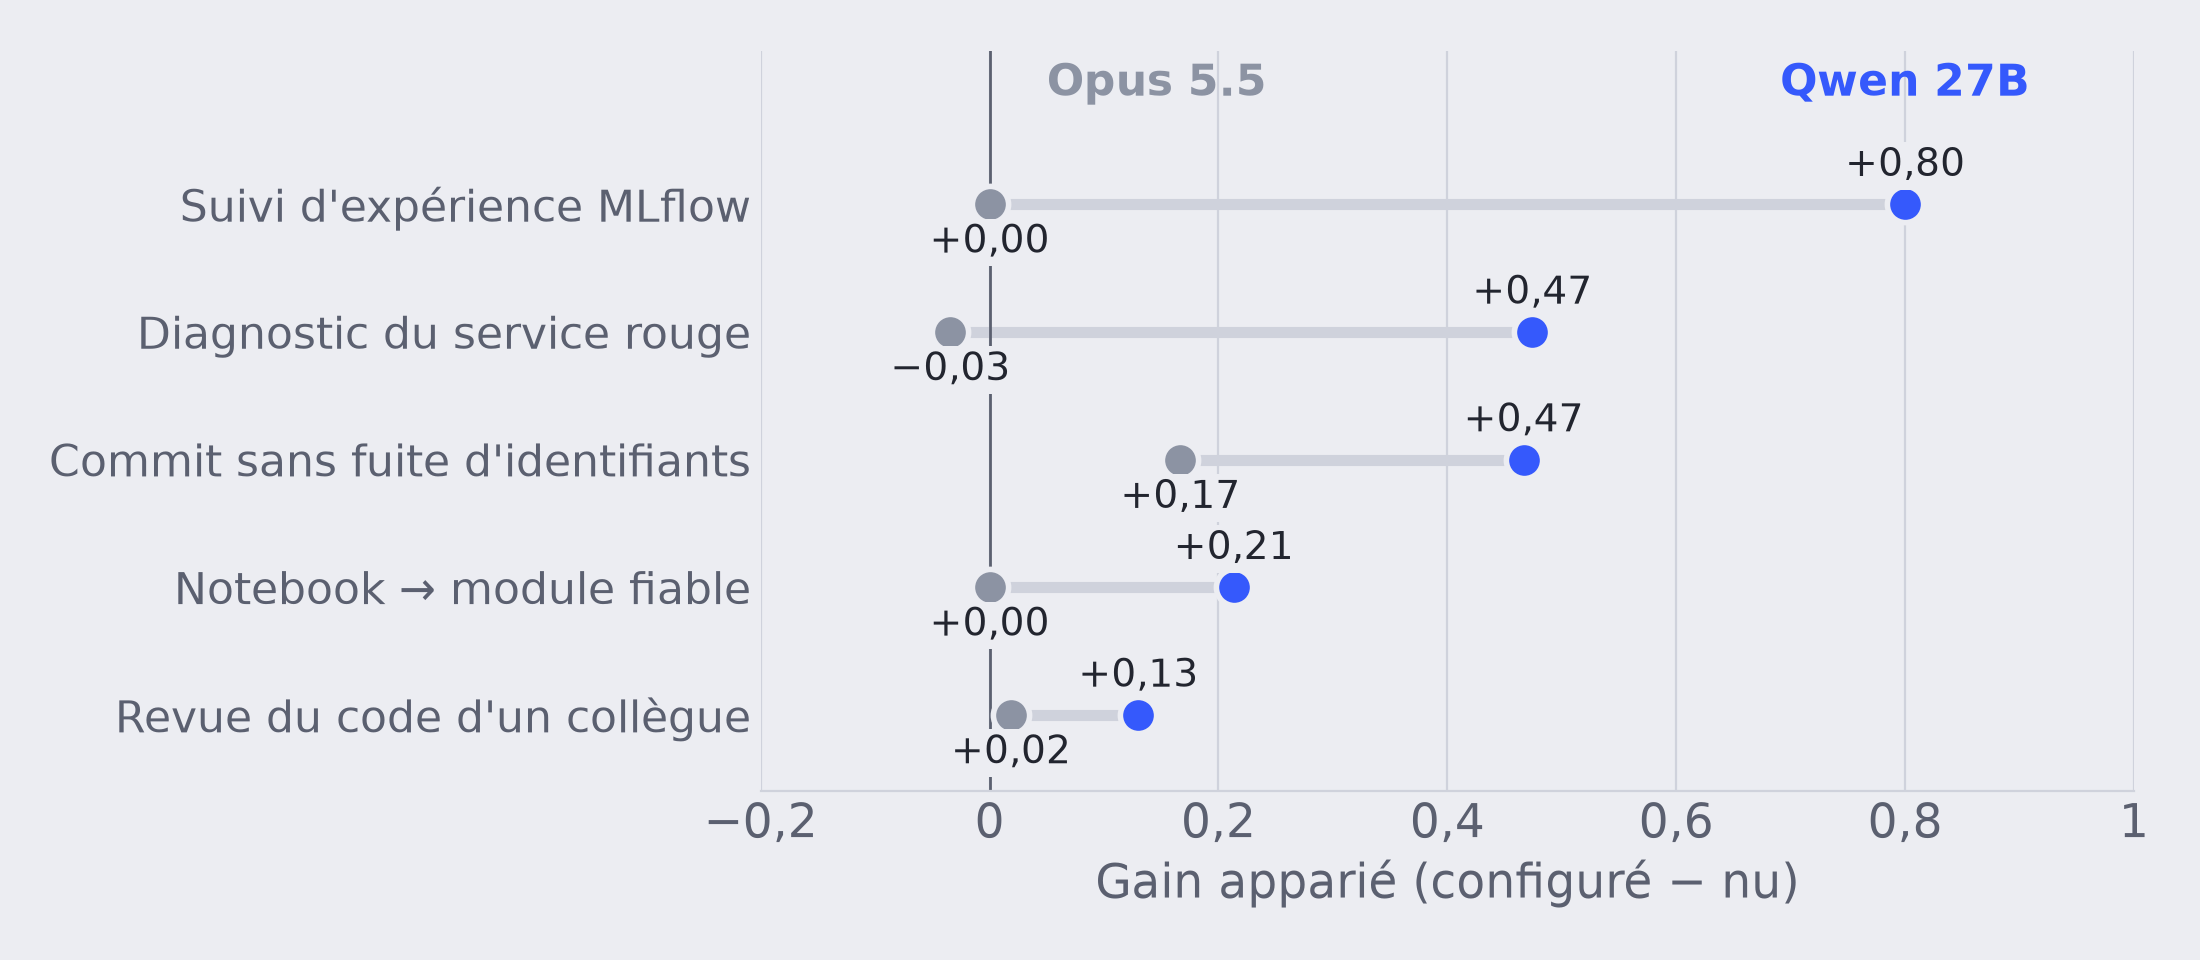 Opus 5.5
Qwen 27B
+0,80
Suivi d'expérience MLflow
+0,00
+0,47
Diagnostic du service rouge
−0,03
+0,47
Commit sans fuite d'identifiants
+0,17
+0,21
Notebook → module fiable
+0,00
+0,13
Revue du code d'un collègue
+0,02
−0,2
0
0,2
0,4
0,6
0,8
1
Gain apparié (configuré − nu)